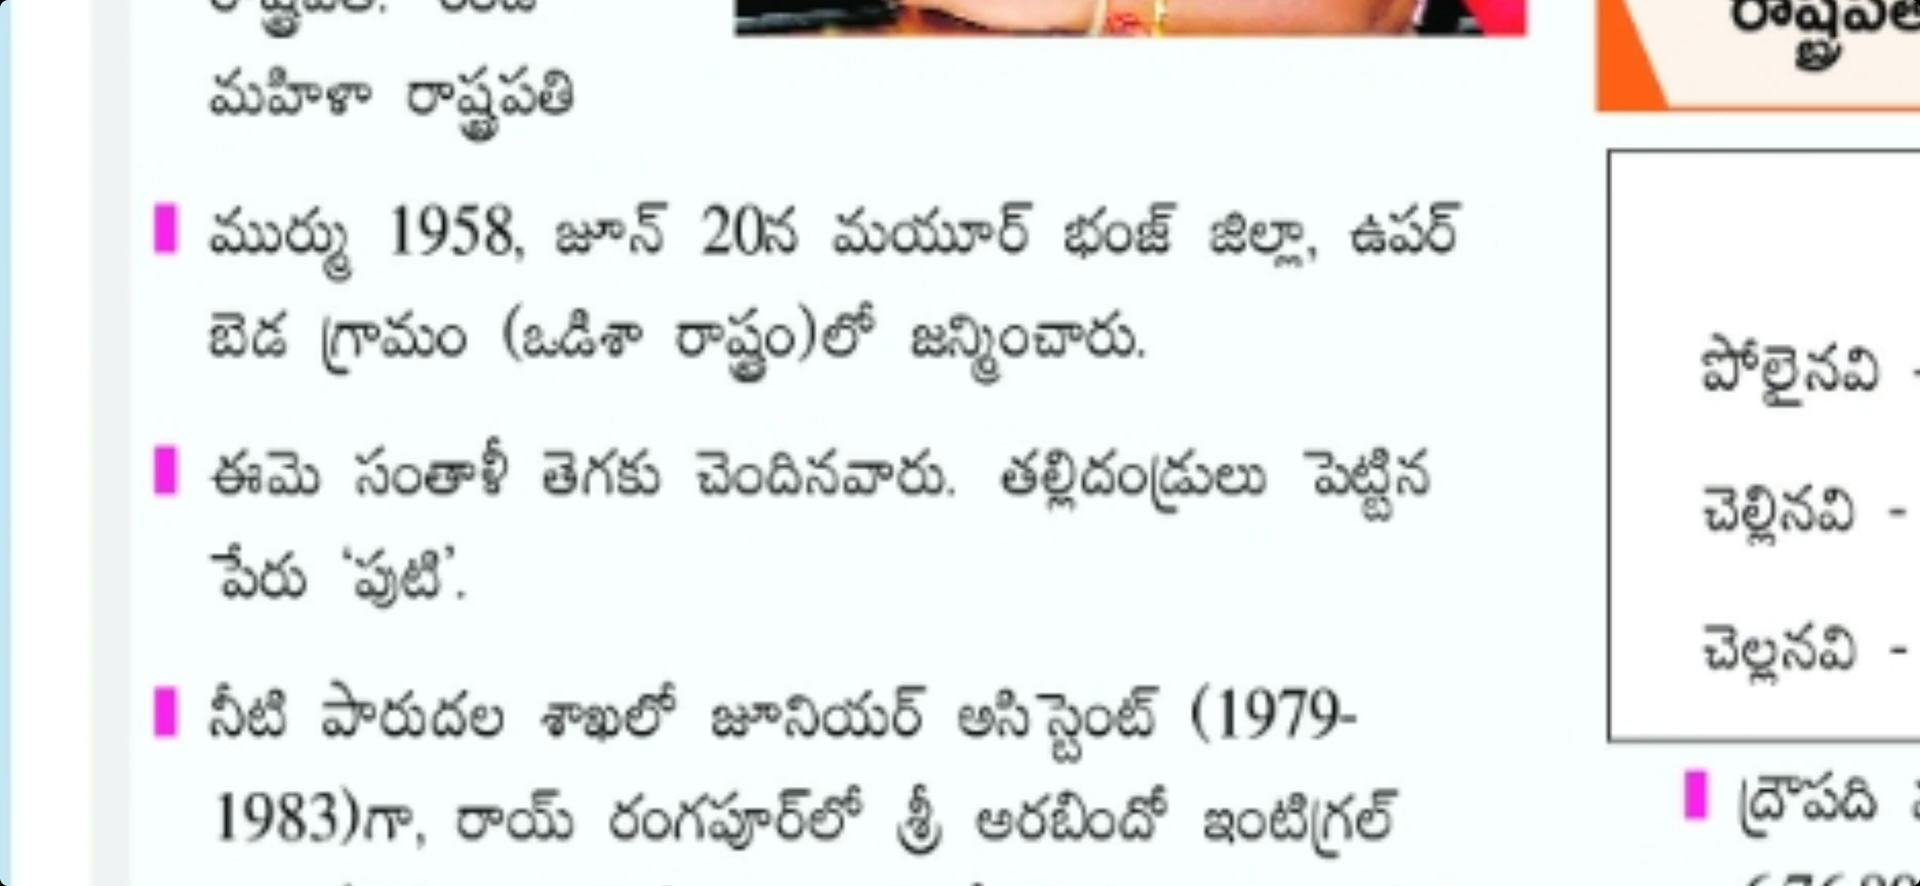 మహిళా రాష్ట్రపతి
ముర్ము 1958, జూన్ 20న మయూర్ భంజ్ జిల్లా, ఉపర్
బెడ గ్రామం (ఒడిశా రాష్ట్రం)లో జన్మించారు.
ఈమె సంతాళీ తెగకు చెందినవారు. తల్లిదండ్రులు పెట్టిన
పేరు ‘పుటి’.
నీటి పారుదల శాఖలో జూనియర్ అసిస్టెంట్ (1979-
1983)గా, రాయ్ రంగపూర్‌లో శ్రీ అరబిందో ఇంటిగ్రల్
పోలైనవి -
చెల్లినవి -
చెల్లనవి -
ద్రౌపది